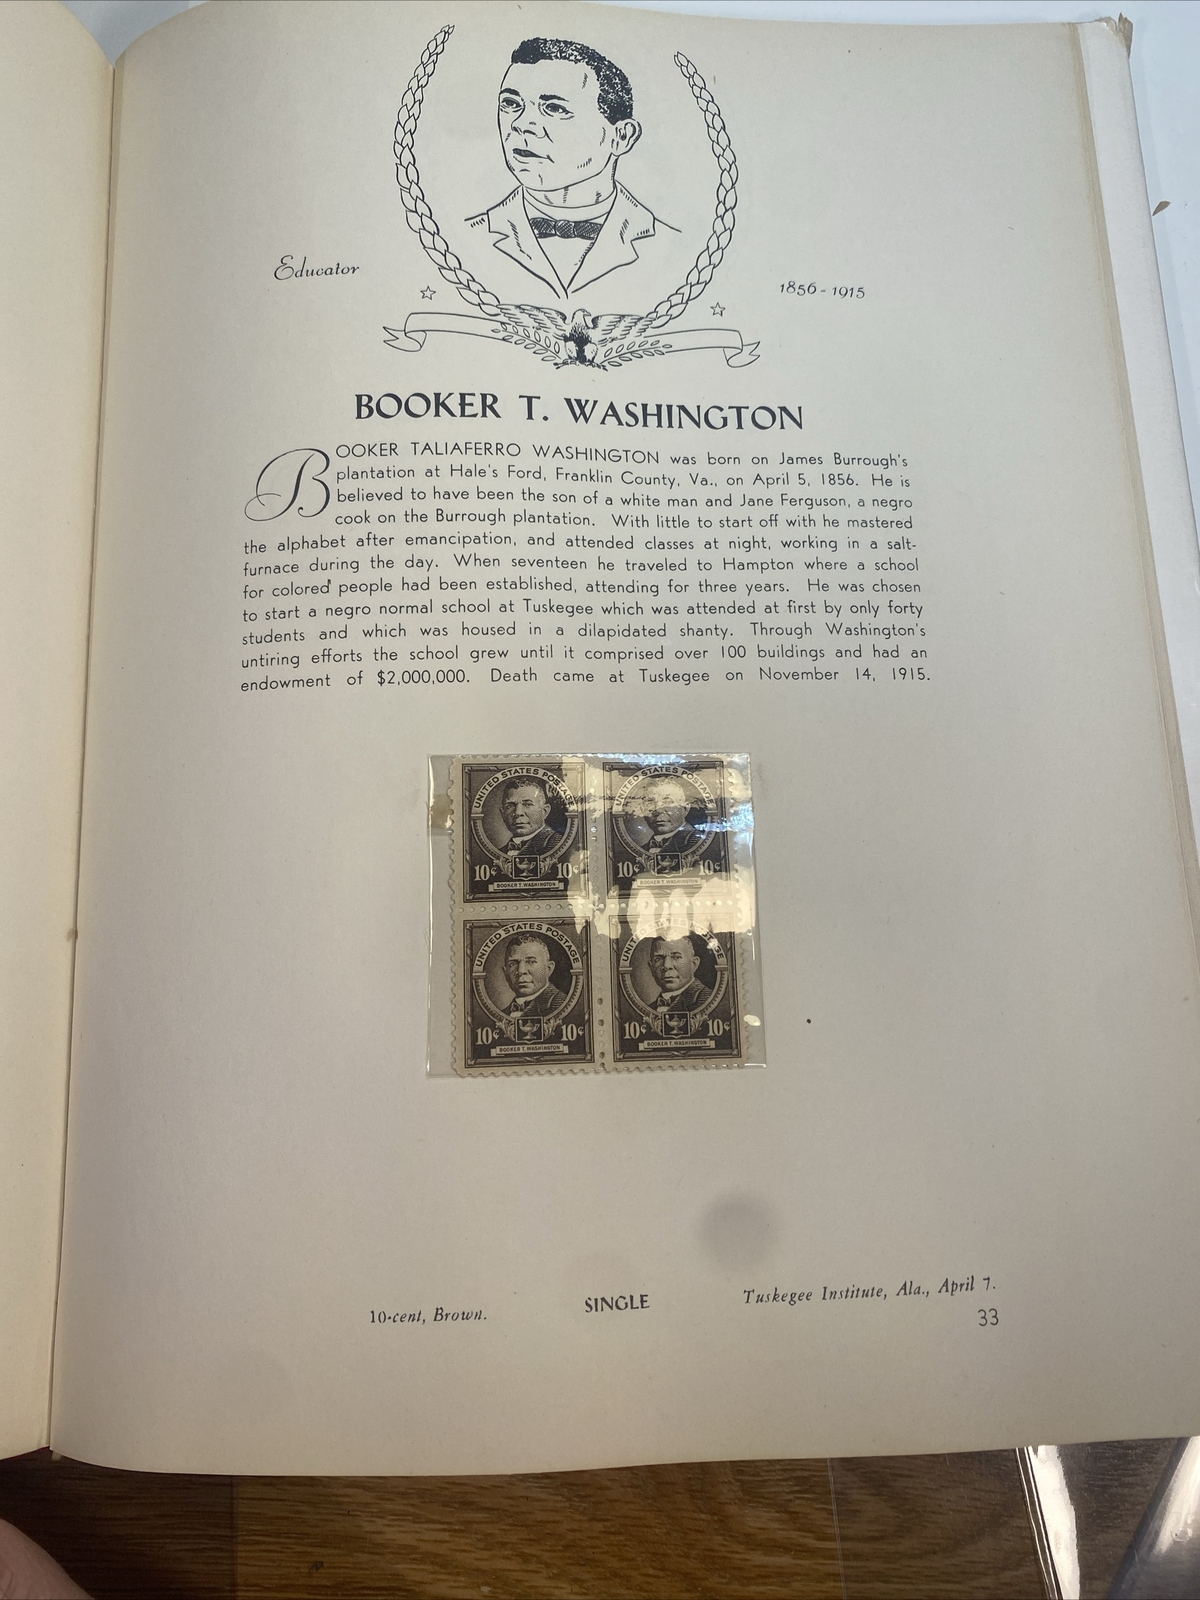 Educator
1856-1915
BOOKER T. WASHINGTON
BOOKER TALIAFERRO WASHINGTON was born on James Burrough's
plantation at Hale's Ford, Franklin County, Va., on April 5, 1856. He is
believed to have been the son of a white man and Jane Ferguson, a negro
cook on the Burrough plantation. With little to start off with he mastered
the alphabet after emancipation, and attended classes at night, working in a salt-
furnace during the day. When seventeen he traveled to Hampton where a school
for colored people had been established, attending for three years. He was chosen
to start a negro normal school at Tuskegee which was attended at first by only forty
students and which was housed in a dilapidated shanty. Through Washington's
untiring efforts the school grew until it comprised over 100 buildings and had an
endowment of $2,000,000. Death came at Tuskegee on November 14, 1915.
UNITED STATES POSTAGE
10¢ 10¢
BOOKER T. WASHINGTON
UNITED STATES POSTAGE
10¢ 10¢
BOOKER T. WASHINGTON
UNITED STATES POSTAGE
10¢ 10¢
BOOKER T. WASHINGTON
10¢ 10¢
BOOKER T. WASHINGTON
10-cent, Brown.
SINGLE
Tuskegee Institute, Ala., April 7.
33